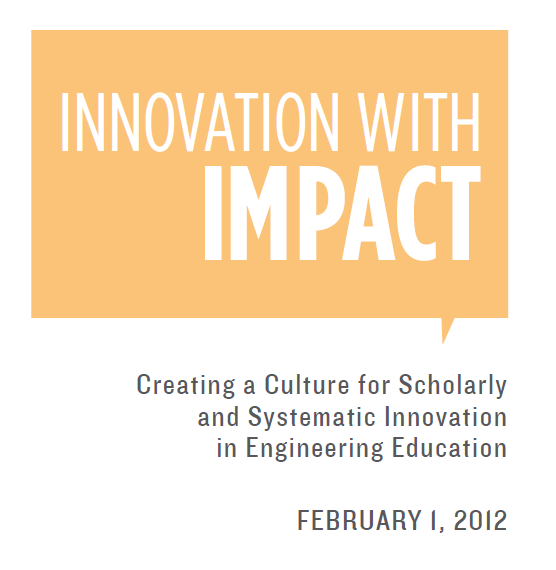 INNOVATION WITH
IMPACT
Creating a Culture for Scholarly
and Systematic Innovation
in Engineering Education
FEBRUARY 1, 2012